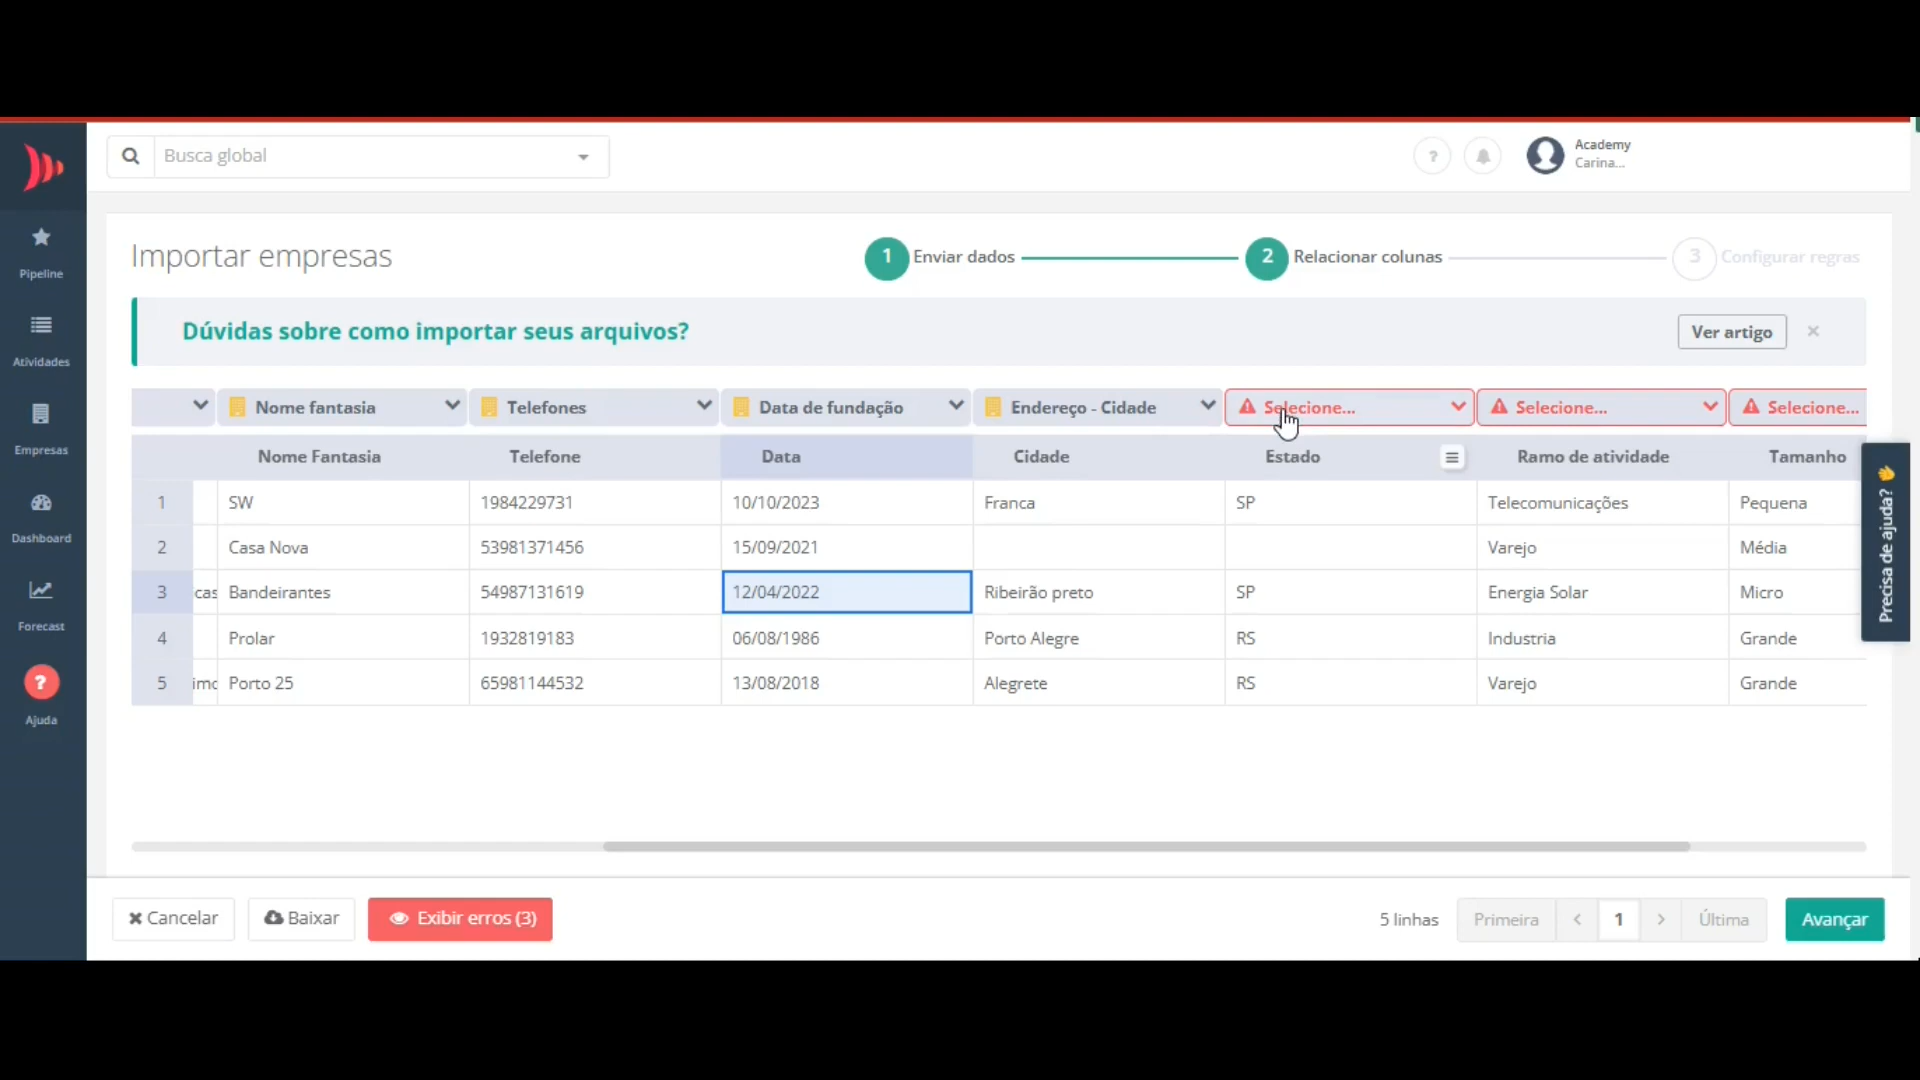 Busca global
?
Academy
Carina...
Pipeline
Atividades
Empresas
Dashboard
Forecast
?
Ajuda
Importar empresas
1 Enviar dados
2 Relacionar colunas
3 Configurar regras
Dúvidas sobre como importar seus arquivos?
Ver artigo ×
Nome fantasia Telefones Data de fundação Endereço - Cidade Selecione... Selecione... Selecione...
Nome Fantasia Telefone Data Cidade Estado Ramo de atividade Tamanho
1 SW 1984229731 10/10/2023 Franca SP Telecomunicações Pequena
2 Casa Nova 53981371456 15/09/2021 Varejo Média
3 icas Bandeirantes 54987131619 12/04/2022 Ribeirão preto SP Energia Solar Micro
4 Prolar 1932819183 06/08/1986 Porto Alegre RS Industria Grande
5 imo Porto 25 65981144532 13/08/2018 Alegrete RS Varejo Grande
Precisa de ajuda?
Cancelar Baixar Exibir erros (3) 5 linhas Primeira < 1 > Última Avançar